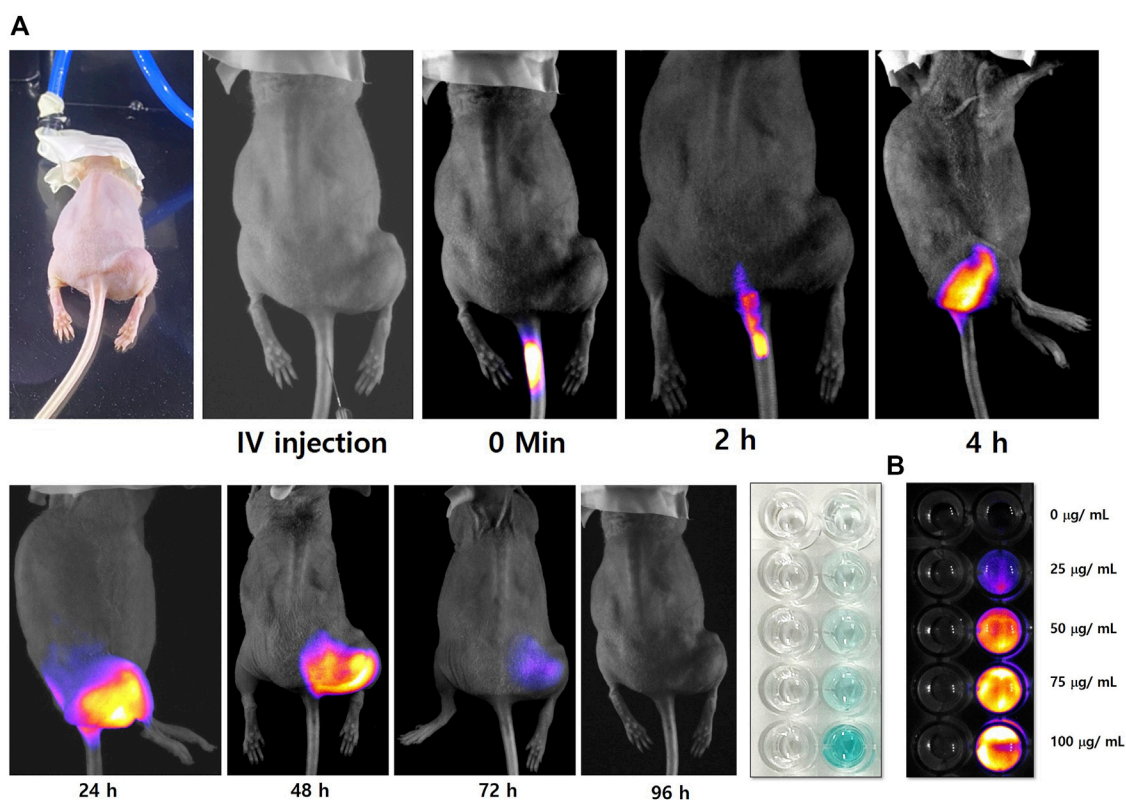 A
IV injection
0 Min
2 h
4 h
B
0 μg/ mL
25 μg/ mL
50 μg/ mL
75 μg/ mL
100 μg/ mL
24 h
48 h
72 h
96 h